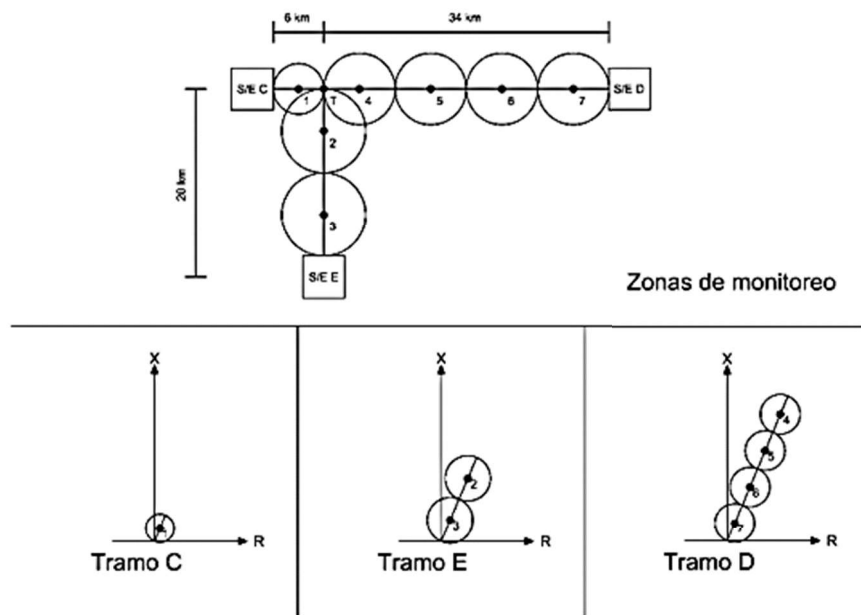 6 km 34 km
S/E C 1 T 4 5 6 7 S/E D
2
20 km
3
S/E E
Zonas de monitoreo
X X X
4
5
2 6
1 3 7
R R R
Tramo C Tramo E Tramo D